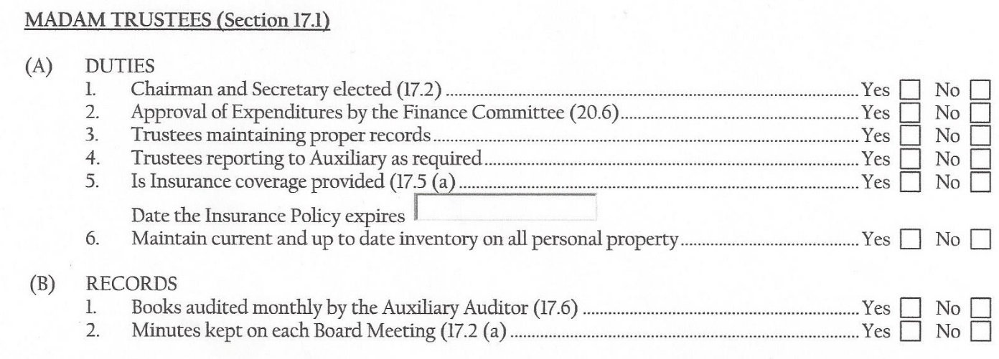 MADAM TRUSTEES (Section 17.1)
(A) DUTIES
1. Chairman and Secretary elected (17.2) ........ Yes ☐ No ☐
2. Approval of Expenditures by the Finance Committee (20.6)........ Yes ☐ No ☐
3. Trustees maintaining proper records........ Yes ☐ No ☐
4. Trustees reporting to Auxiliary as required........ Yes ☐ No ☐
5. Is Insurance coverage provided (17.5 (a) ........ Yes ☐ No ☐
Date the Insurance Policy expires
6. Maintain current and up to date inventory on all personal property........ Yes ☐ No ☐
(B) RECORDS
1. Books audited monthly by the Auxiliary Auditor (17.6) ........ Yes ☐ No ☐
2. Minutes kept on each Board Meeting (17.2 (a) ........ Yes ☐ No ☐